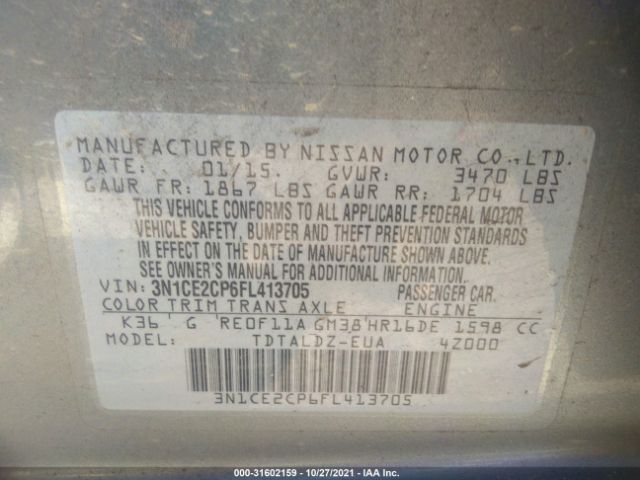 MANUFACTURED BY NISSAN MOTOR CO., LTD.
DATE: 01/15. GVWR: 3470 LBS
GAWR FR: 1867 LBS GAWR RR: 1704 LBS
THIS VEHICLE CONFORMS TO ALL APPLICABLE FEDERAL MOTOR
VEHICLE SAFETY, BUMPER AND THEFT PREVENTION STANDARDS
IN EFFECT ON THE DATE OF MANUFACTURE SHOWN ABOVE.
SEE OWNER'S MANUAL FOR ADDITIONAL INFORMATION.
VIN: 3N1CE2CP6FL413705 PASSENGER CAR.
COLOR TRIM TRANS AXLE ENGINE
K36 G RE0F11A GM38 HR16DE 1598 CC
MODEL: TDTALDZ-EUA 4Z000
3N1CE2CP6FL413705
000-31602159 | 10/27/2021 | IAA Inc.